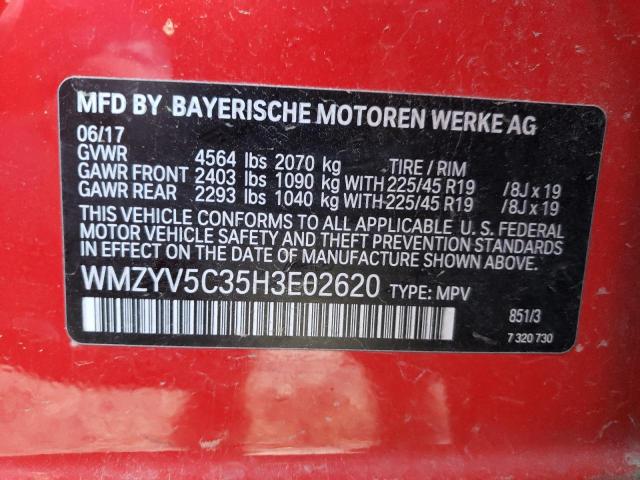 MFD BY BAYERISCHE MOTOREN WERKE AG
06/17
GVWR 4564 lbs 2070 kg TIRE / RIM
GAWR FRONT 2403 lbs 1090 kg WITH 225/45 R19 /8J x 19
GAWR REAR 2293 lbs 1040 kg WITH 225/45 R19 /8J x 19
THIS VEHICLE CONFORMS TO ALL APPLICABLE U. S. FEDERAL
MOTOR VEHICLE SAFETY AND THEFT PREVENTION STANDARDS
IN EFFECT ON THE DATE OF MANUFACTURE SHOWN ABOVE.
WMZYV5C35H3E02620 TYPE: MPV
851/3
7 320 730